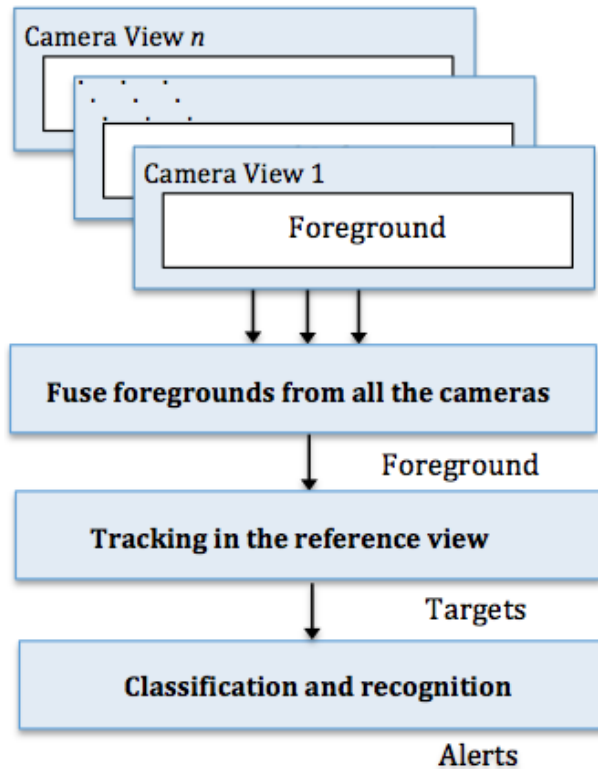 Camera View n
Camera View 1
Foreground
Fuse foregrounds from all the cameras
Foreground
Tracking in the reference view
Targets
Classification and recognition
Alerts